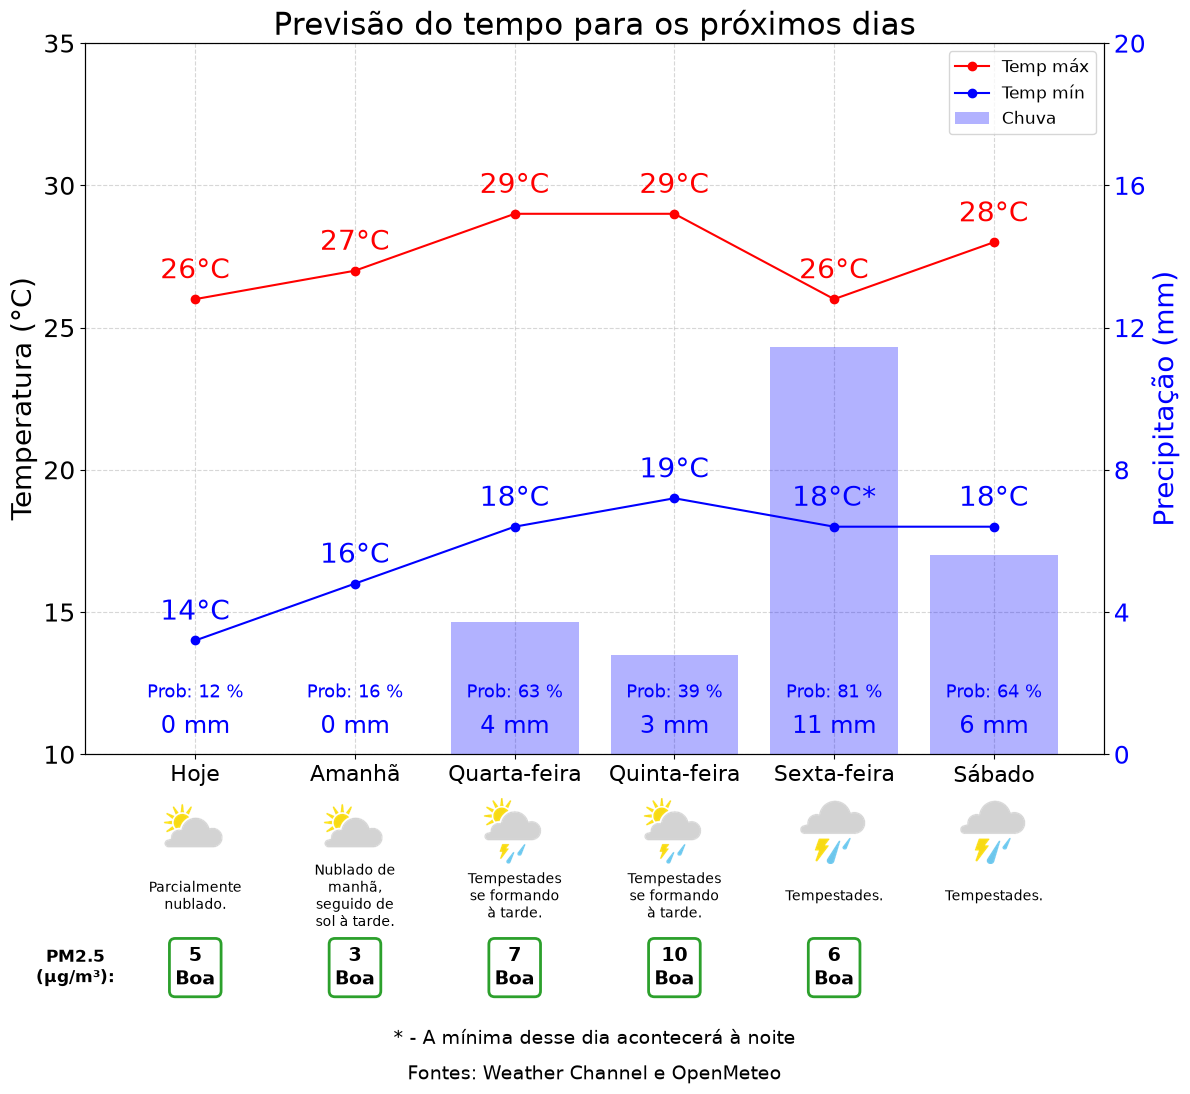 Previsão do tempo para os próximos dias
35
30
25
20
15
10
Temperatura (°C)
20
16
12
8
4
0
Precipitação (mm)
Temp máx
Temp mín
Chuva
26°C
27°C
29°C
29°C
26°C
28°C
14°C
16°C
18°C
19°C
18°C*
18°C
Prob: 12 %
Prob: 16 %
Prob: 63 %
Prob: 39 %
Prob: 81 %
Prob: 64 %
0 mm
0 mm
4 mm
3 mm
11 mm
6 mm
Hoje
Amanhã
Quarta-feira
Quinta-feira
Sexta-feira
Sábado
Parcialmente
nublado.
Nublado de
manhã,
seguido de
sol à tarde.
Tempestades
se formando
à tarde.
Tempestades
se formando
à tarde.
Tempestades.
Tempestades.
PM2.5
(µg/m³):
5
Boa
3
Boa
7
Boa
10
Boa
6
Boa
* - A mínima desse dia acontecerá à noite
Fontes: Weather Channel e OpenMeteo